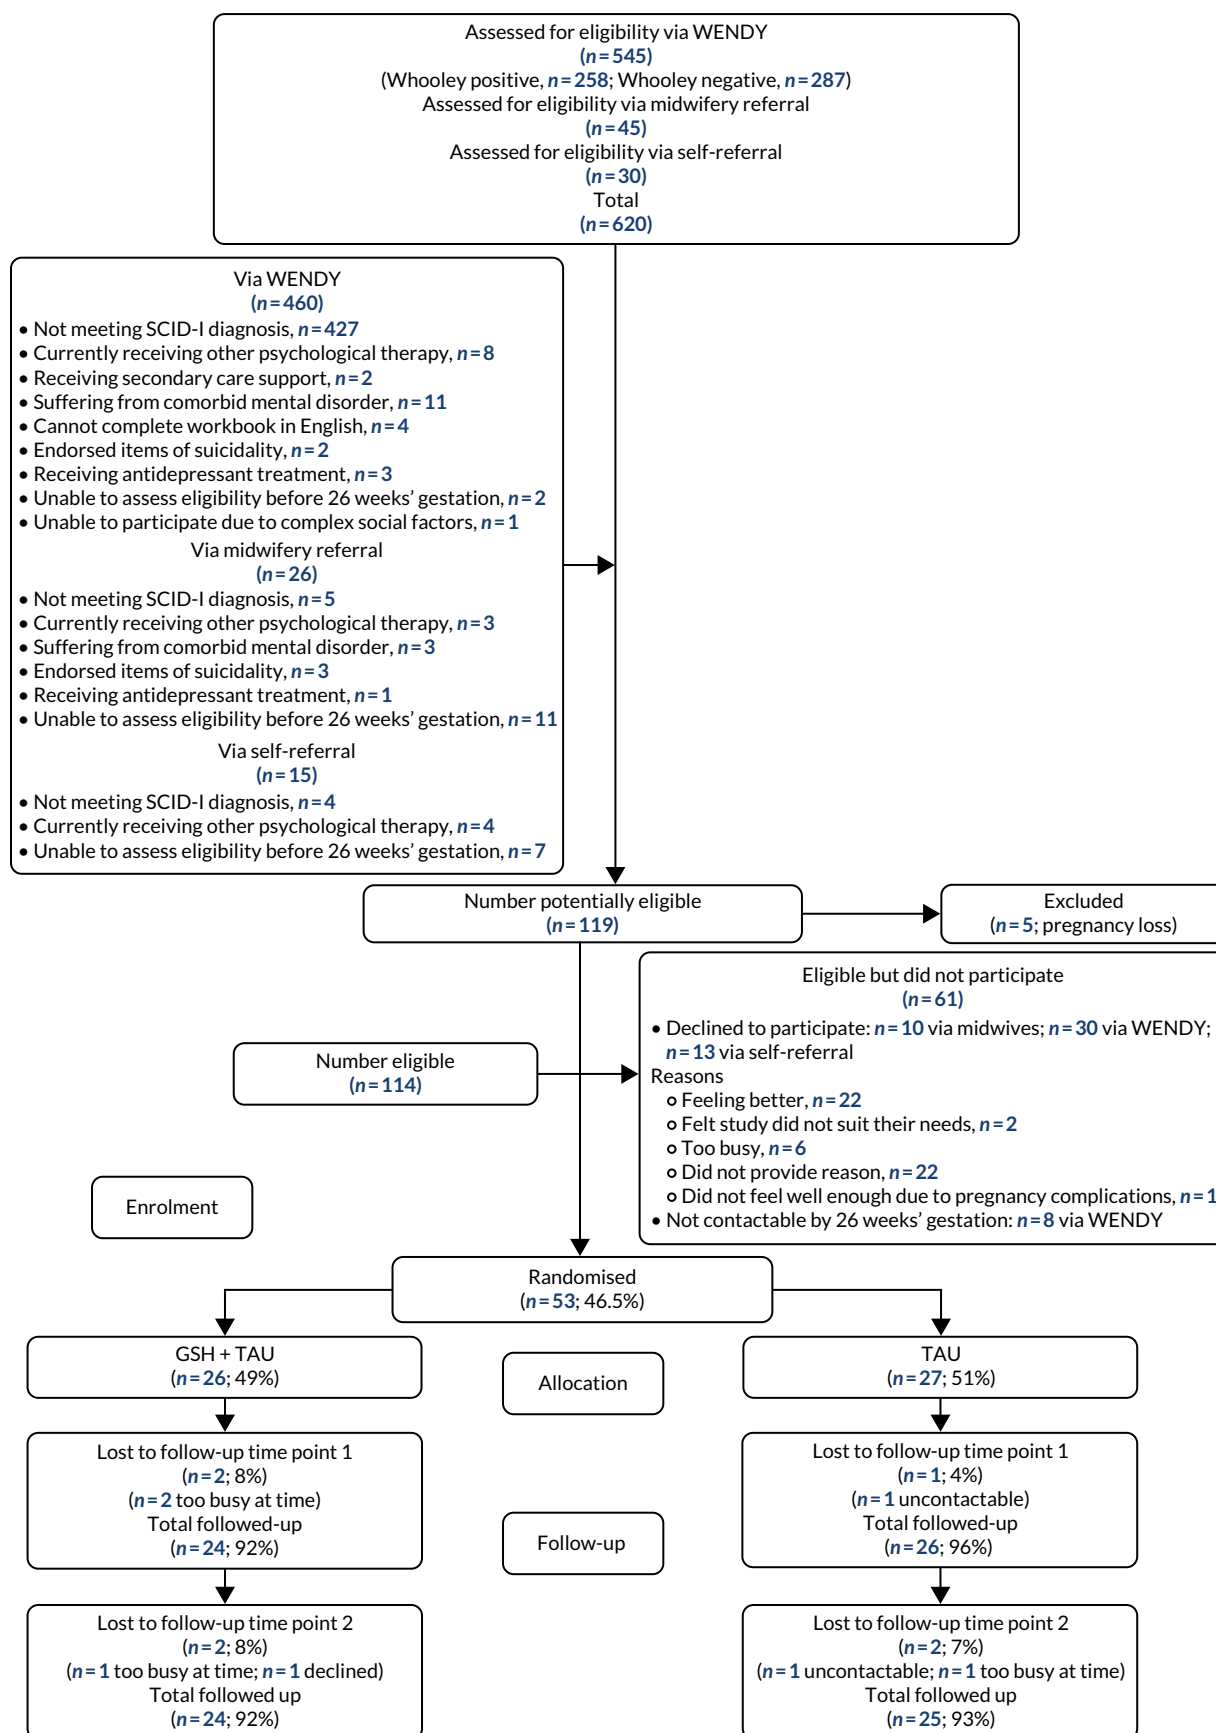 Assessed for eligibility via WENDY
(n=545)
(Whooley positive, n=258; Whooley negative, n=287)
Assessed for eligibility via midwifery referral
(n=45)
Assessed for eligibility via self-referral
(n=30)
Total
(n=620)
Via WENDY
(n=460)
• Not meeting SCID-I diagnosis, n=427
• Currently receiving other psychological therapy, n=8
• Receiving secondary care support, n=2
• Suffering from comorbid mental disorder, n=11
• Cannot complete workbook in English, n=4
• Endorsed items of suicidality, n=2
• Receiving antidepressant treatment, n=3
• Unable to assess eligibility before 26 weeks’ gestation, n=2
• Unable to participate due to complex social factors, n=1
Via midwifery referral
(n=26)
• Not meeting SCID-I diagnosis, n=5
• Currently receiving other psychological therapy, n=3
• Suffering from comorbid mental disorder, n=3
• Endorsed items of suicidality, n=3
• Receiving antidepressant treatment, n=1
• Unable to assess eligibility before 26 weeks’ gestation, n=11
Via self-referral
(n=15)
• Not meeting SCID-I diagnosis, n=4
• Currently receiving other psychological therapy, n=4
• Unable to assess eligibility before 26 weeks’ gestation, n=7
Number potentially eligible
(n=119)
Excluded
(n=5; pregnancy loss)
Eligible but did not participate
(n=61)
• Declined to participate: n=10 via midwives; n=30 via WENDY;
n=13 via self-referral
Reasons
o Feeling better, n=22
o Felt study did not suit their needs, n=2
o Too busy, n=6
o Did not provide reason, n=22
o Did not feel well enough due to pregnancy complications, n=1
• Not contactable by 26 weeks’ gestation: n=8 via WENDY
Number eligible
(n=114)
Enrolment
Randomised
(n=53; 46.5%)
GSH + TAU
(n=26; 49%)
Allocation
TAU
(n=27; 51%)
Lost to follow-up time point 1
(n=2; 8%)
(n=2 too busy at time)
Total followed-up
(n=24; 92%)
Follow-up
Lost to follow-up time point 1
(n=1; 4%)
(n=1 uncontactable)
Total followed-up
(n=26; 96%)
Lost to follow-up time point 2
(n=2; 8%)
(n=1 too busy at time; n=1 declined)
Total followed up
(n=24; 92%)
Lost to follow-up time point 2
(n=2; 7%)
(n=1 uncontactable; n=1 too busy at time)
Total followed up
(n=25; 93%)